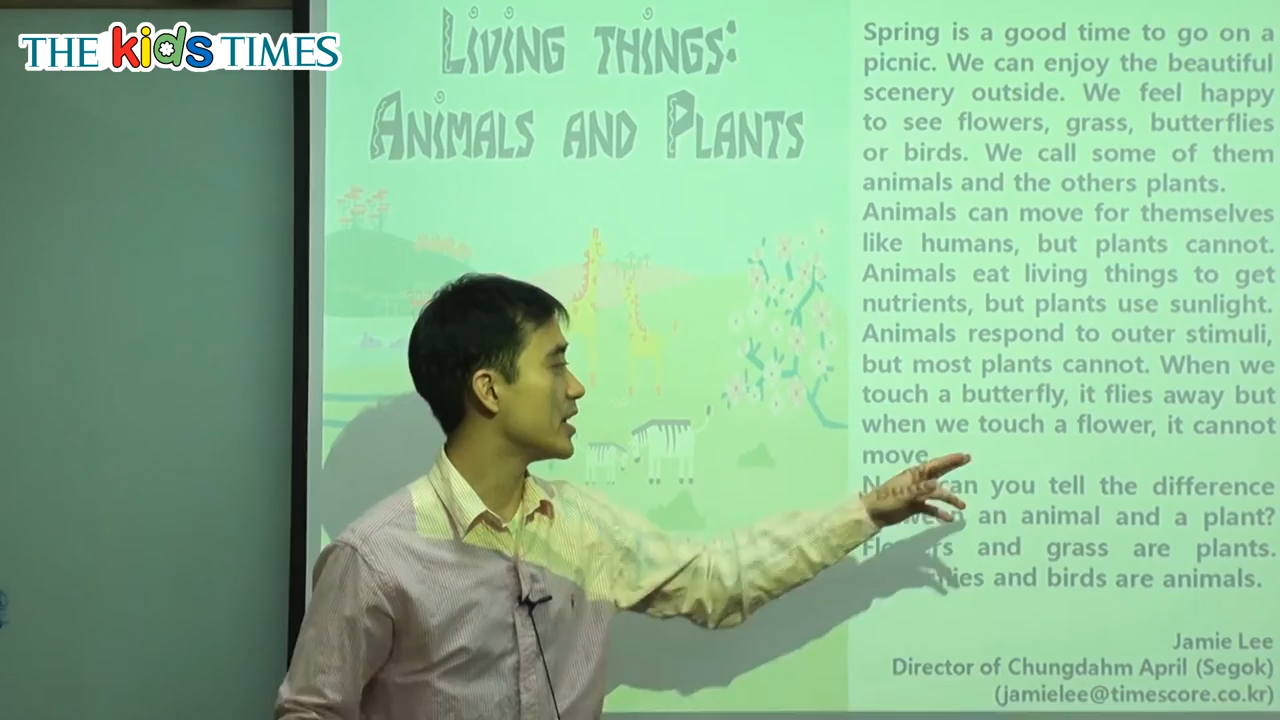 THE kids TIMES
LIVING THINGS:
ANIMALS AND PLANTS
Spring is a good time to go on a
picnic. We can enjoy the beautiful
scenery outside. We feel happy
to see flowers, grass, butterflies
or birds. We call some of them
animals and the others plants.
Animals can move for themselves
like humans, but plants cannot.
Animals eat living things to get
nutrients, but plants use sunlight.
Animals respond to outer stimuli,
but most plants cannot. When we
touch a butterfly, it flies away but
when we touch a flower, it cannot
move
can you tell the difference
an animal and a plant?
and grass are plants.
and birds are animals.
Jamie Lee
Director of Chungdahm April (Segok)
(jamielee@timescore.co.kr)